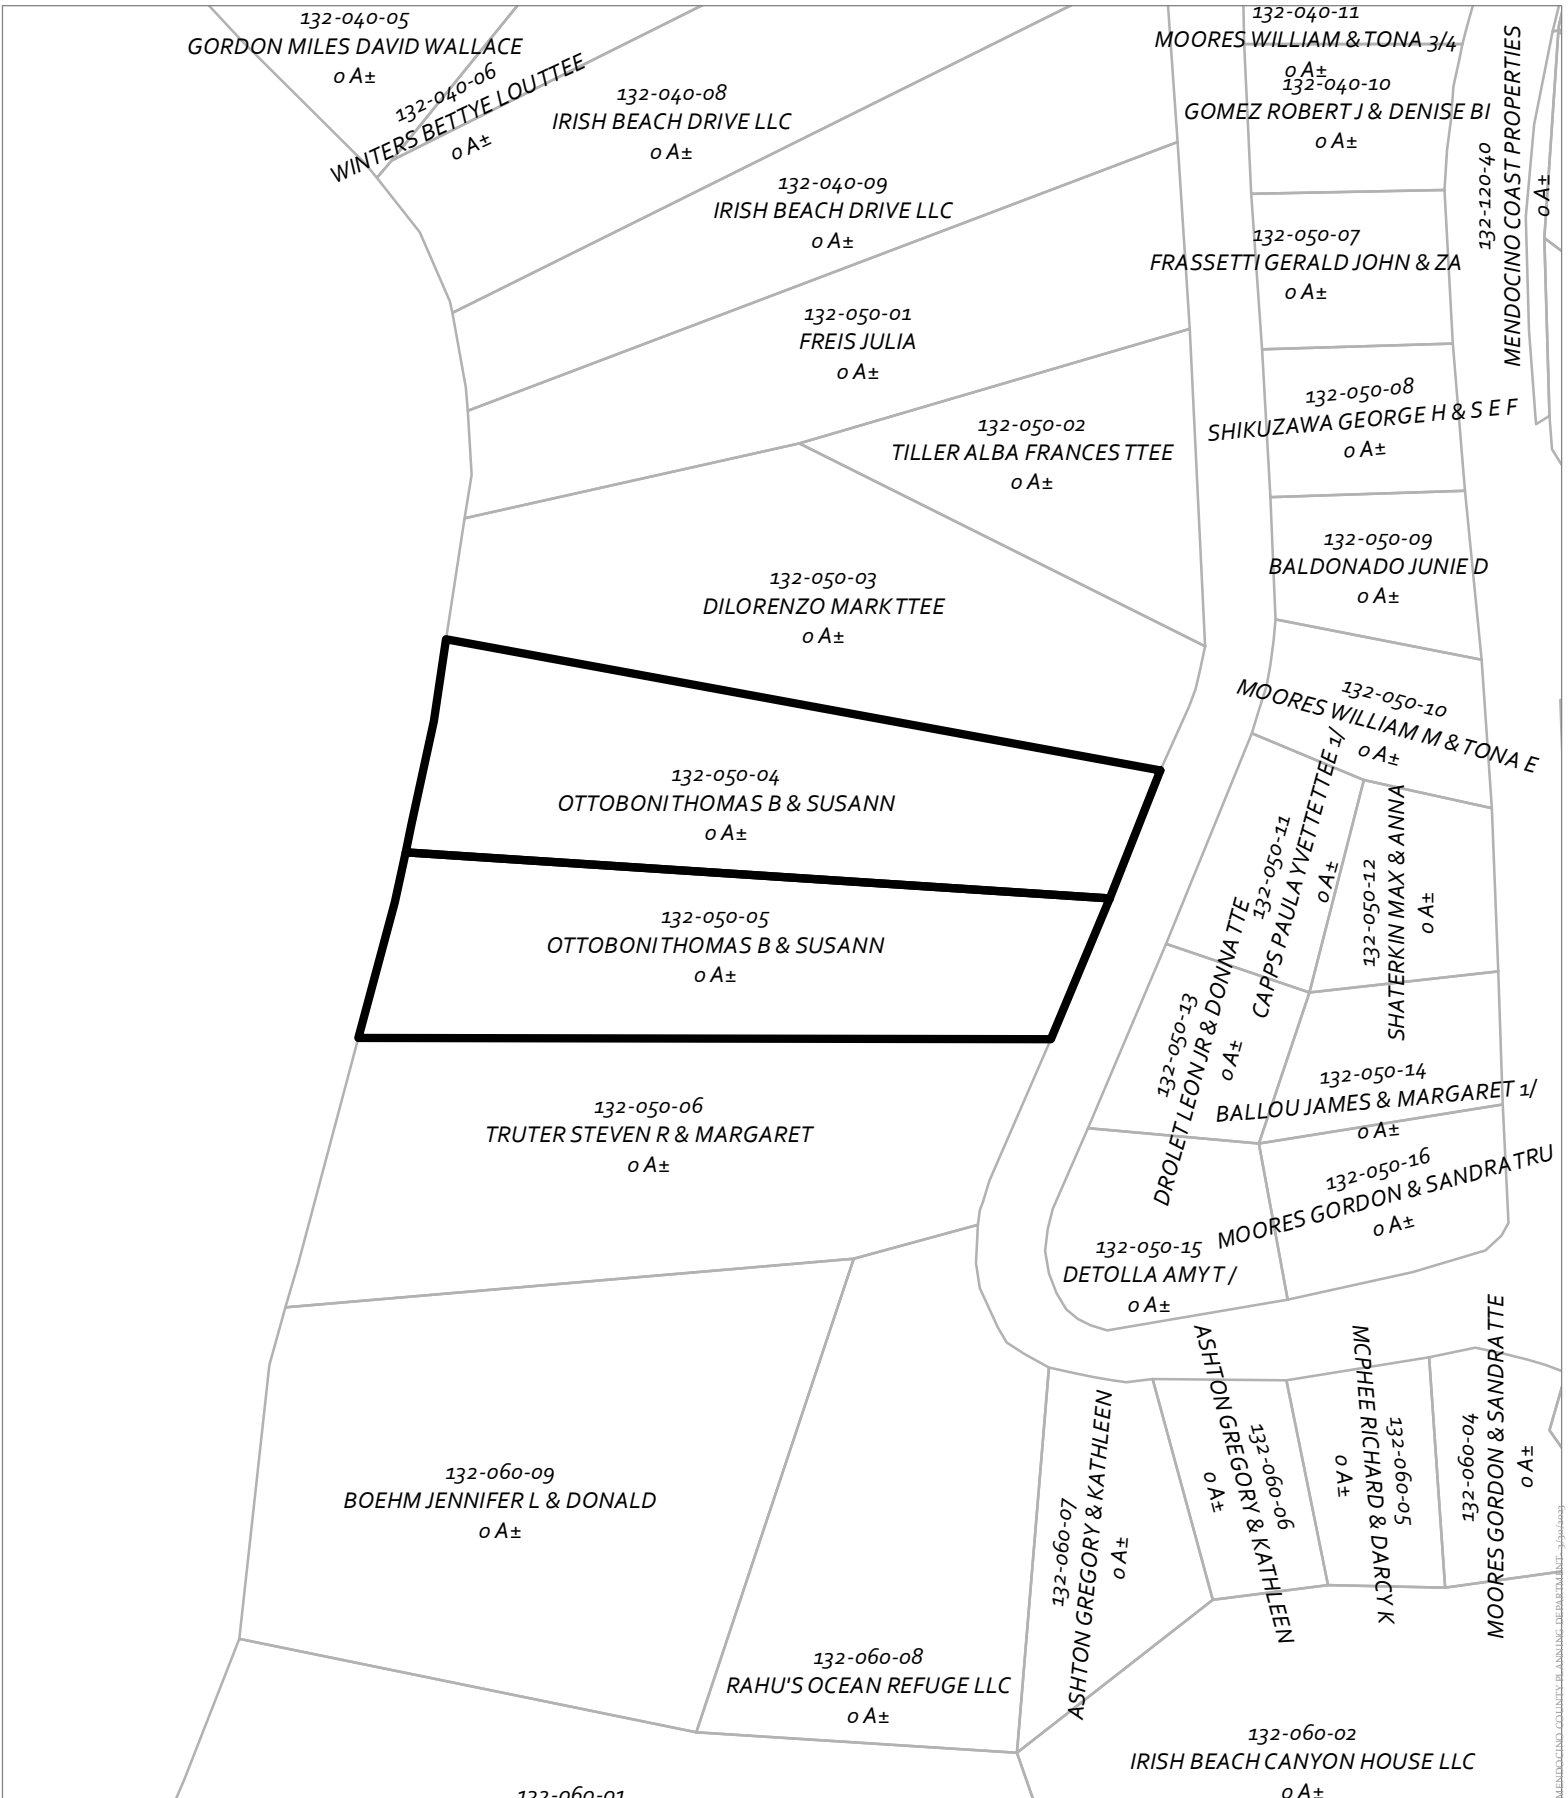 132-040-05
GORDON MILES DAVID WALLACE
0 A±
132-040-06
WINTERS BETTYE LOU TTEE
0 A±
132-040-08
IRISH BEACH DRIVE LLC
0 A±
132-040-09
IRISH BEACH DRIVE LLC
0 A±
132-040-11
MOORES WILLIAM & TONA 3/4
0 A±
132-040-10
GOMEZ ROBERT J & DENISE BI
0 A±
132-120-40
MENDOCINO COAST PROPERTIES
0 A±
132-050-07
FRASSETTI GERALD JOHN & ZA
0 A±
132-050-01
FREIS JULIA
0 A±
132-050-02
TILLER ALBA FRANCES TTEE
0 A±
132-050-08
SHIKUZAWA GEORGE H & S E F
0 A±
132-050-03
DILORENZO MARK TTEE
0 A±
132-050-09
BALDONADO JUNIE D
0 A±
132-050-10
MOORES WILLIAM M & TONA E
0 A±
132-050-04
OTTOBONI THOMAS B & SUSANN
0 A±
132-050-11
CAPPS PAULA YVETTE TTEE 1/
0 A±
132-050-12
SHATERKIN MAX & ANNA
0 A±
132-050-05
OTTOBONI THOMAS B & SUSANN
0 A±
132-050-13
DROLET LEON JR & DONNA TTE
0 A±
132-050-14
BALLOU JAMES & MARGARET 1/
0 A±
132-050-06
TRUTER STEVEN R & MARGARET
0 A±
132-050-16
MOORES GORDON & SANDRA TRU
0 A±
132-050-15
DETOLLA AMY T /
0 A±
132-060-09
BOEHM JENNIFER L & DONALD
0 A±
132-060-07
ASHTON GREGORY & KATHLEEN
0 A±
132-060-06
ASHTON GREGORY & KATHLEEN
0 A±
132-060-05
MCPHEE RICHARD & DARCY K
0 A±
132-060-04
MOORES GORDON & SANDRA TTE
0 A±
132-060-08
RAHU'S OCEAN REFUGE LLC
0 A±
132-060-02
IRISH BEACH CANYON HOUSE LLC
0 A±
132-060-01
MENDOCINO COUNTY PLANNING DEPARTMENT- 3/30/2023